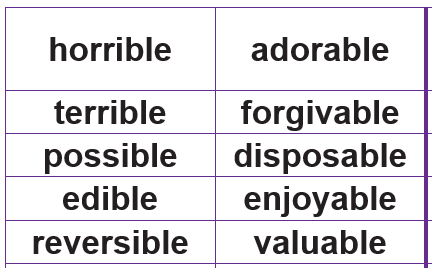 horrible adorable
terrible forgivable
possible disposable
edible enjoyable
reversible valuable